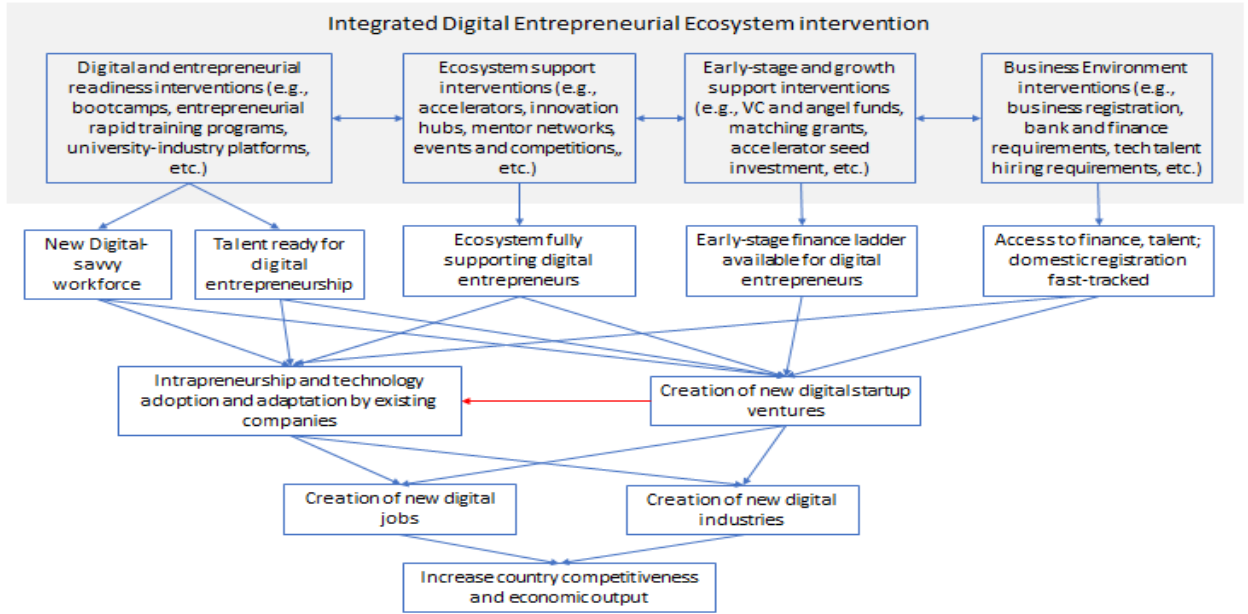 Integrated Digital Entrepreneurial Ecosystem intervention
Digital and entrepreneurial
readiness interventions (e.g.,
bootcamps, entrepreneurial
rapid training programs,
university-industry platforms,
etc.)
Ecosystem support
interventions (e.g.,
accelerators, innovation
hubs, mentor networks,
events and competitions,,
etc.)
Early-stage and growth
support interventions
(e.g., VC and angel funds,
matching grants,
accelerator seed
investment, etc.)
Business Environment
interventions (e.g.,
business registration,
bank and finance
requirements, tech talent
hiring requirements, etc.)
New Digital-
savvy
workforce
Talent ready for
digital
entrepreneurship
Ecosystem fully
supporting digital
entrepreneurs
Early-stage finance ladder
available for digital
entrepreneurs
Access to finance, talent;
domestic registration
fast-tracked
Intrapreneurship and technology
adoption and adaptation by existing
companies
Creation of new digital startup
ventures
Creation of new digital
jobs
Creation of new digital
industries
Increase country competitiveness
and economic output